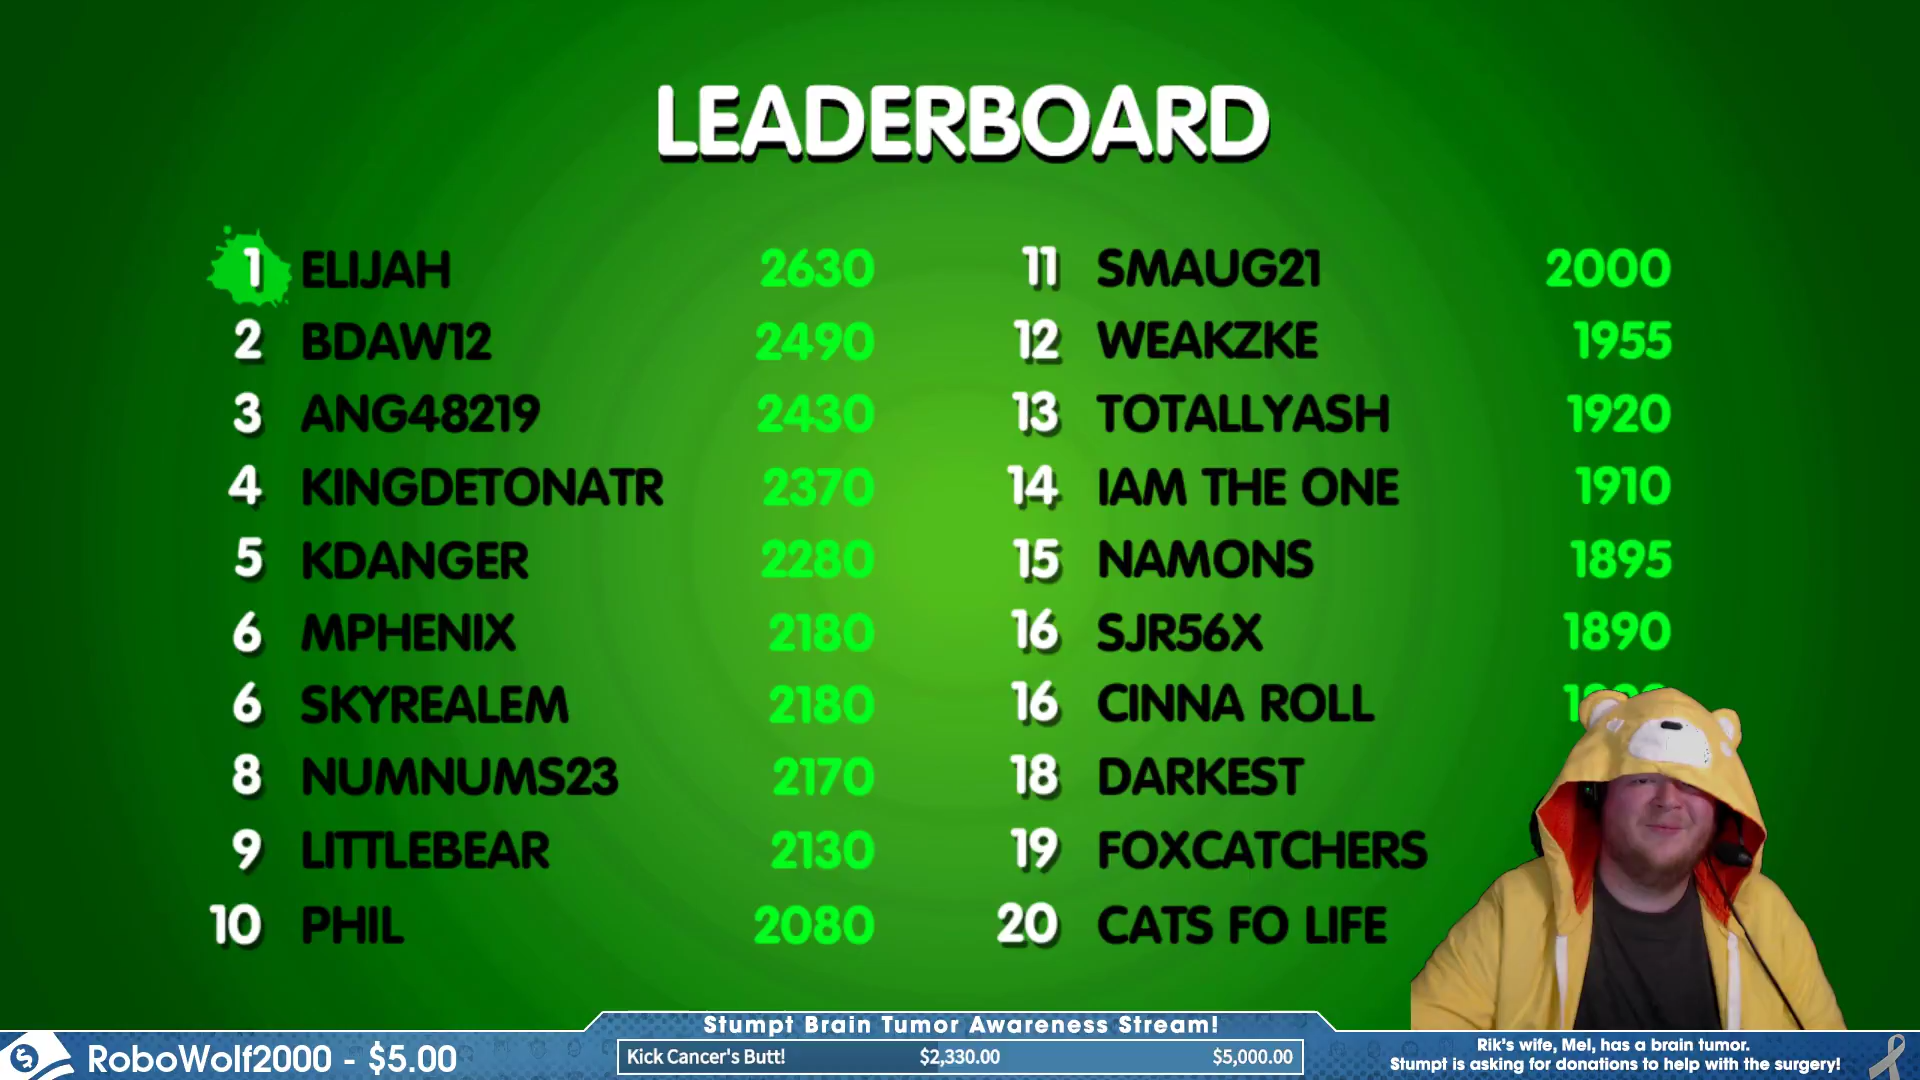 LEADERBOARD
1 ELIJAH 2630
2 BDAW12 2490
3 ANG48219 2430
4 KINGDETONATR 2370
5 KDANGER 2280
6 MPHENIX 2180
6 SKYREALEM 2180
8 NUMNUMS23 2170
9 LITTLEBEAR 2130
10 PHIL 2080
11 SMAUG21 2000
12 WEAKZKE 1955
13 TOTALLYASH 1920
14 IAM THE ONE 1910
15 NAMONS 1895
16 SJR56X 1890
16 CINNA ROLL
18 DARKEST
19 FOXCATCHERS
20 CATS FO LIFE
Stumpt Brain Tumor Awareness Stream!
RoboWolf2000 - $5.00
Kick Cancer's Butt! $2,330.00 $5,000.00
Rik's wife, Mel, has a brain tumor.
Stumpt is asking for donations to help with the surgery!